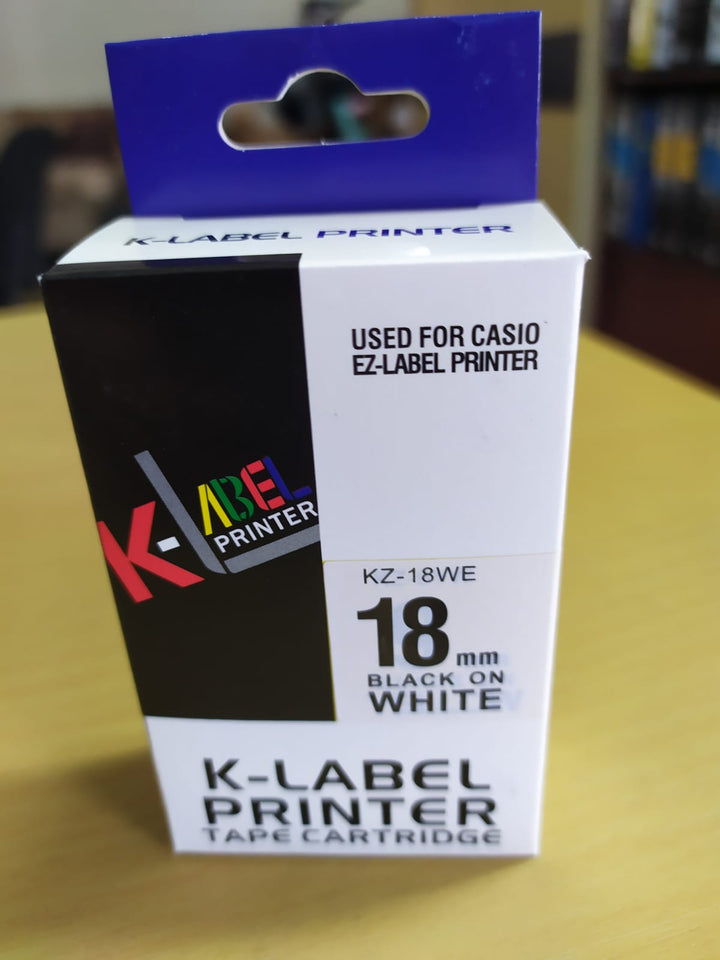 K-LABEL PRINTER
USED FOR CASIO
EZ-LABEL PRINTER
K-LABEL
PRINTER
KZ-18WE
18mm
BLACK ON
WHITE
K-LABEL
PRINTER
TAPE CARTRIDGE